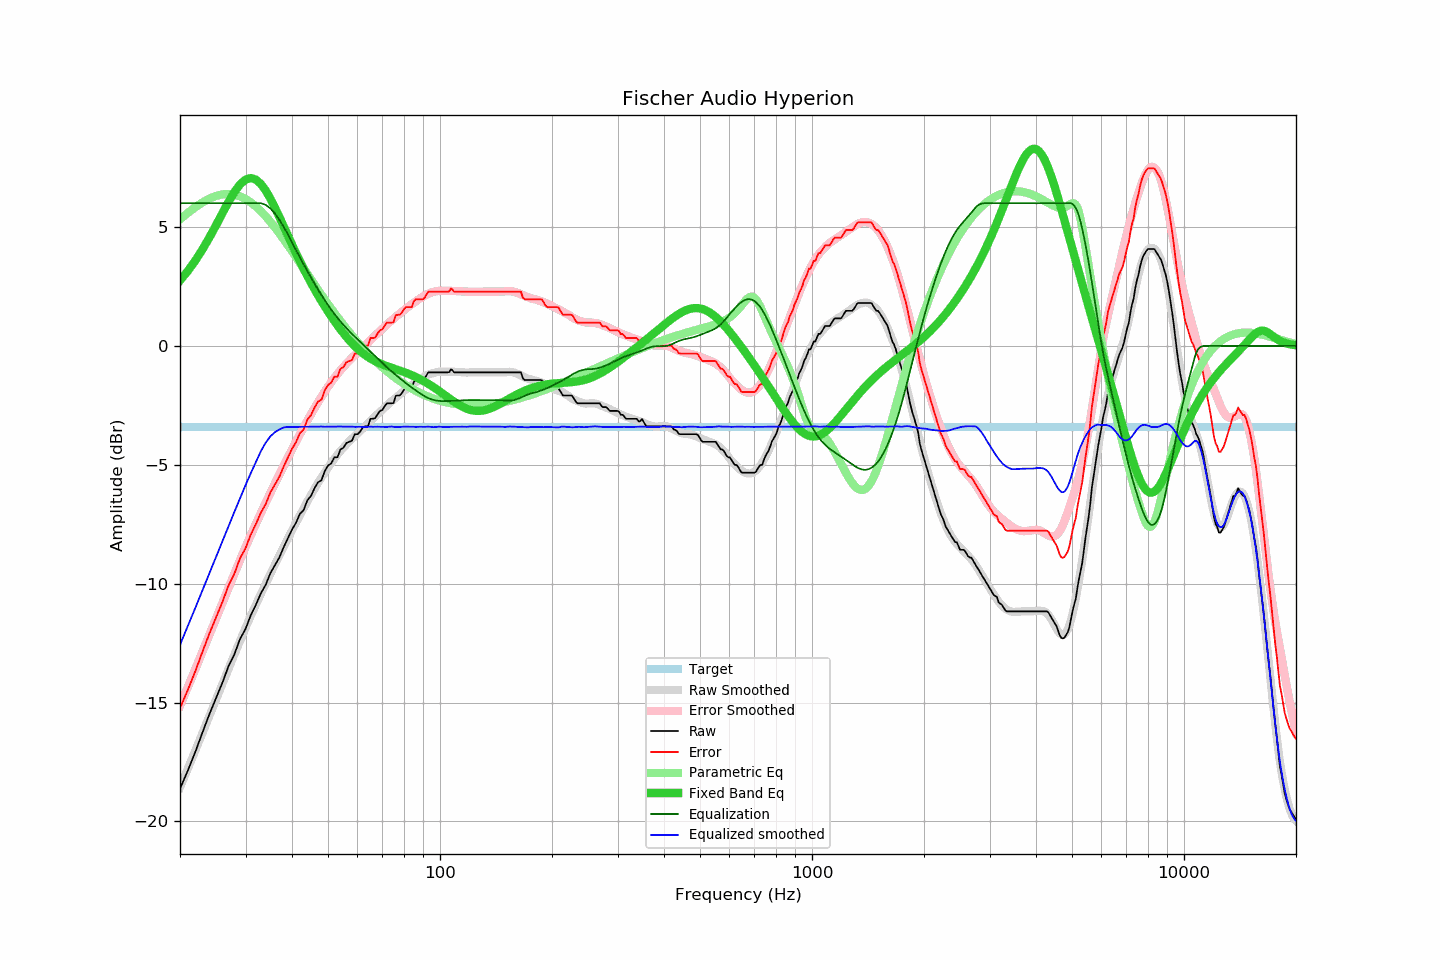 Fischer Audio Hyperion
Amplitude (dBr)
5
0
−5
−10
−15
−20
Target
Raw Smoothed
Error Smoothed
Raw
Error
Parametric Eq
Fixed Band Eq
Equalization
Equalized smoothed
100
1000
10000
Frequency (Hz)